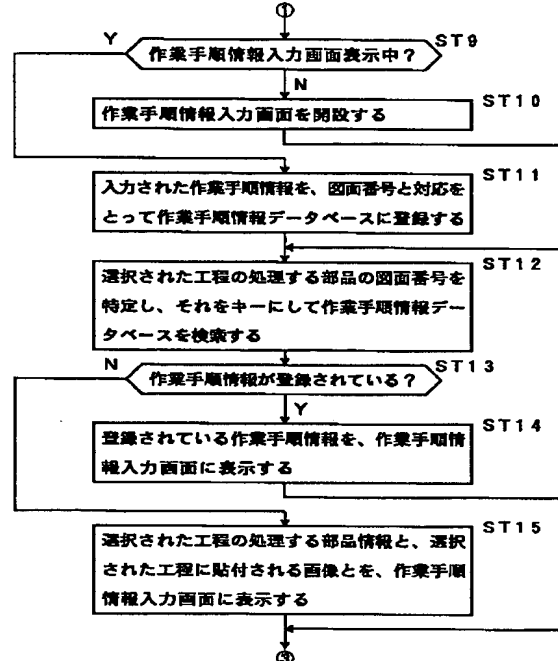 ①
Y
作業手順情報入力画面表示中?
ST9
N
ST10
作業手順情報入力画面を開設する
ST11
入力された作業手順情報を、図面番号と対応を
とって作業手順情報データベースに登録する
ST12
選択された工程の処理する部品の図面番号を
特定し、それをキーにして作業手順情報デー
タベースを検索する
N
作業手順情報が登録されている?
ST13
Y
ST14
登録されている作業手順情報を、作業手順情
報入力画面に表示する
ST15
選択された工程の処理する部品情報と、選択
された工程に貼付される画像とを、作業手順
情報入力画面に表示する
③